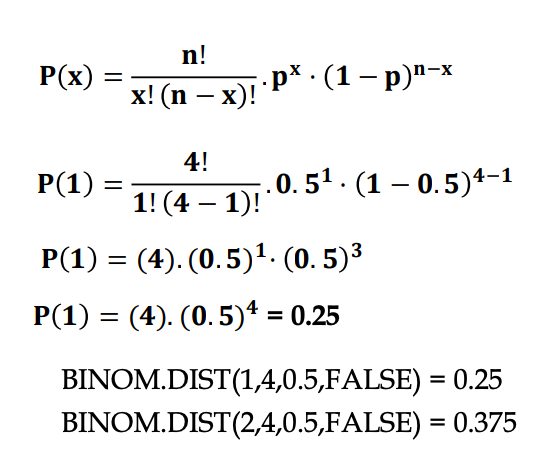 P(x) = n! / x! (n − x)! . pˣ · (1 − p)ⁿ⁻ˣ
P(1) = 4! / 1! (4 − 1)! . 0. 5¹ · (1 − 0. 5)⁴⁻¹
P(1) = (4). (0. 5)¹· (0. 5)³
P(1) = (4). (0. 5)⁴ = 0.25
BINOM.DIST(1,4,0.5,FALSE) = 0.25
BINOM.DIST(2,4,0.5,FALSE) = 0.375